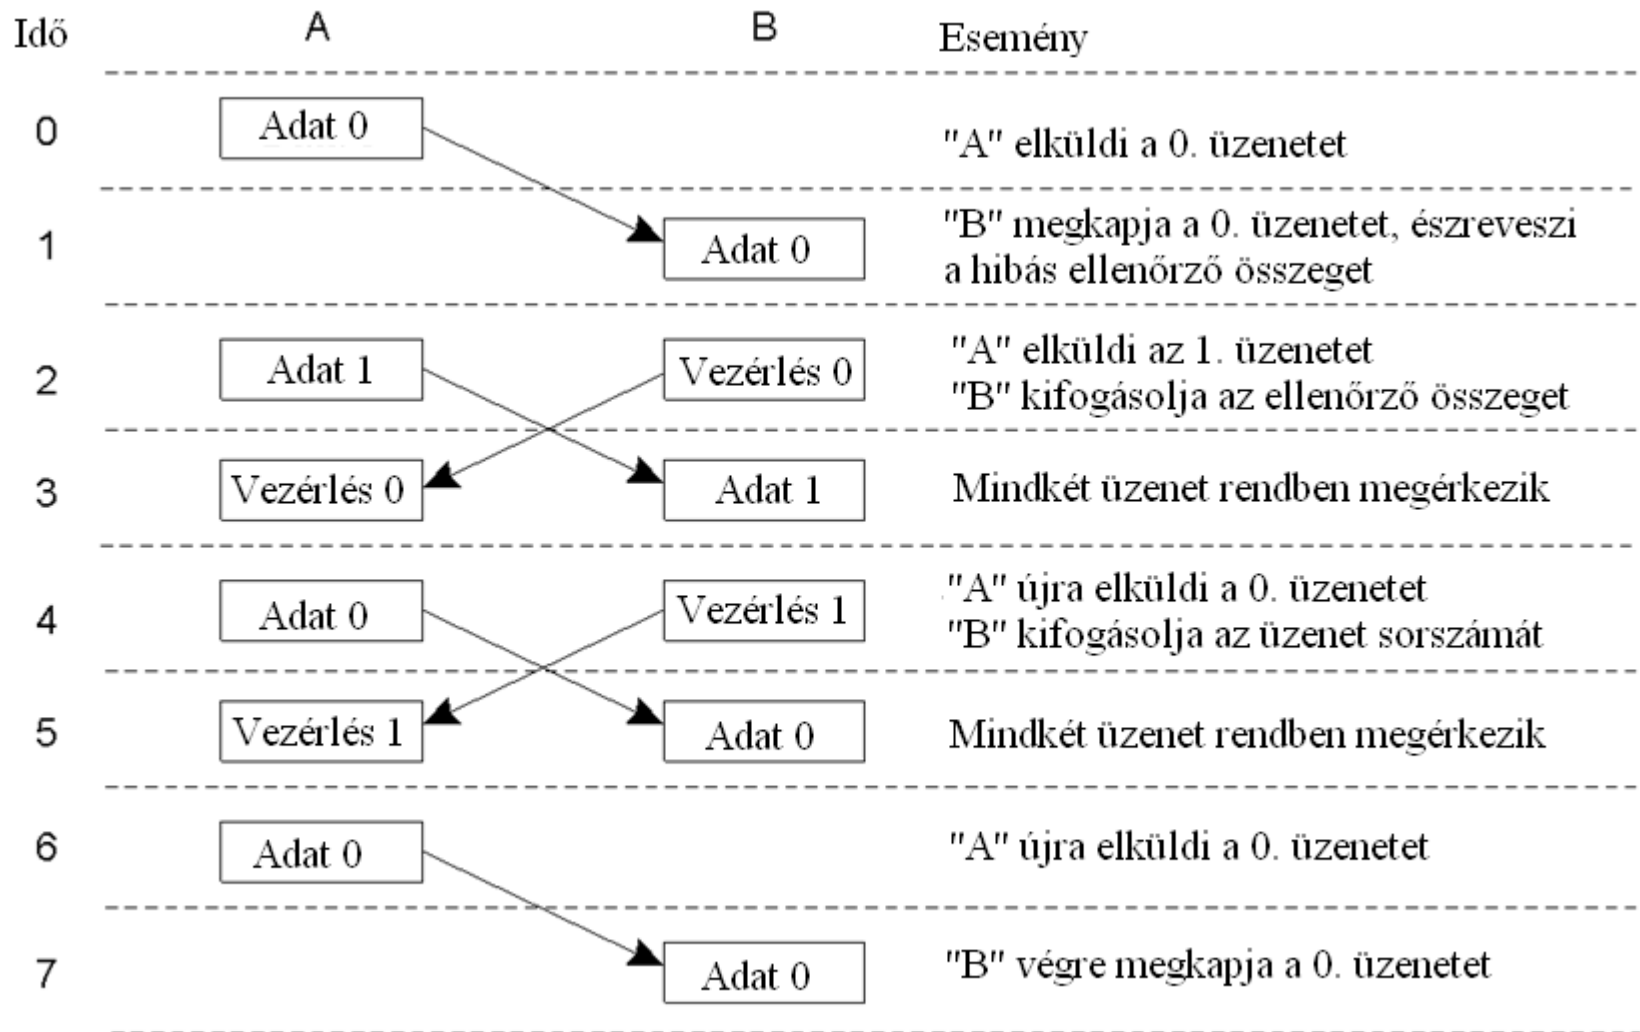 Idő A B Esemény
0 Adat 0 "A" elküldi a 0. üzenetet
1 Adat 0 "B" megkapja a 0. üzenetet, észreveszi
a hibás ellenőrző összeget
2 Adat 1 Vezérlés 0 "A" elküldi az 1. üzenetet
"B" kifogásolja az ellenőrző összeget
3 Vezérlés 0 Adat 1 Mindkét üzenet rendben megérkezik
4 Adat 0 Vezérlés 1 "A" újra elküldi a 0. üzenetet
"B" kifogásolja az üzenet sorszámát
5 Vezérlés 1 Adat 0 Mindkét üzenet rendben megérkezik
6 Adat 0 "A" újra elküldi a 0. üzenetet
7 Adat 0 "B" végre megkapja a 0. üzenetet